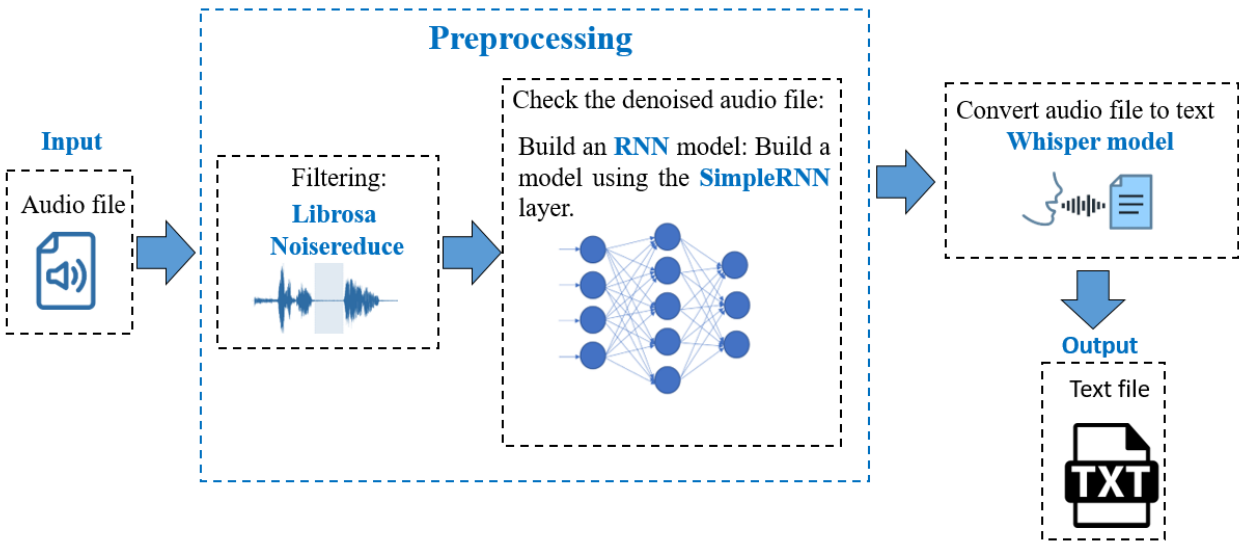 Preprocessing
Input
Audio file
Filtering:
Librosa
Noisereduce
Check the denoised audio file:
Build an RNN model: Build a
model using the SimpleRNN
layer.
Convert audio file to text
Whisper model
Output
Text file
TXT